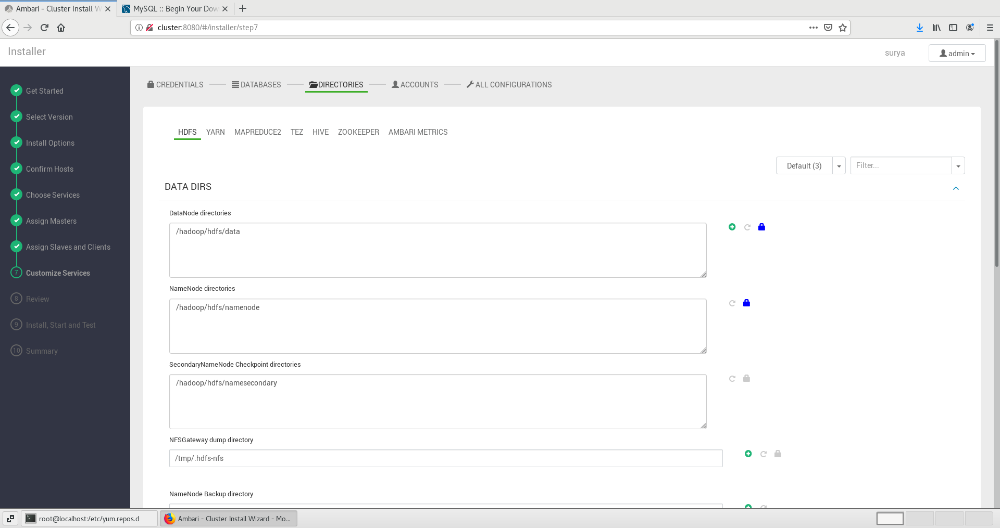 Ambari - Cluster Install W
MySQL :: Begin Your Dow
cluster:8080/#/installer/step7
Installer
surya
admin
Get Started
Select Version
Install Options
Confirm Hosts
Choose Services
Assign Masters
Assign Slaves and Clients
7 Customize Services
8 Review
9 Install, Start and Test
10 Summary
CREDENTIALS DATABASES DIRECTORIES ACCOUNTS ALL CONFIGURATIONS
HDFS YARN MAPREDUCE2 TEZ HIVE ZOOKEEPER AMBARI METRICS
Default (3) Filter...
DATA DIRS
DataNode directories
/hadoop/hdfs/data
NameNode directories
/hadoop/hdfs/namenode
SecondaryNameNode Checkpoint directories
/hadoop/hdfs/namesecondary
NFSGateway dump directory
/tmp/.hdfs-nfs
NameNode Backup directory
root@localhost:/etc/yum.repos.d
Ambari - Cluster Install Wizard - Mo...